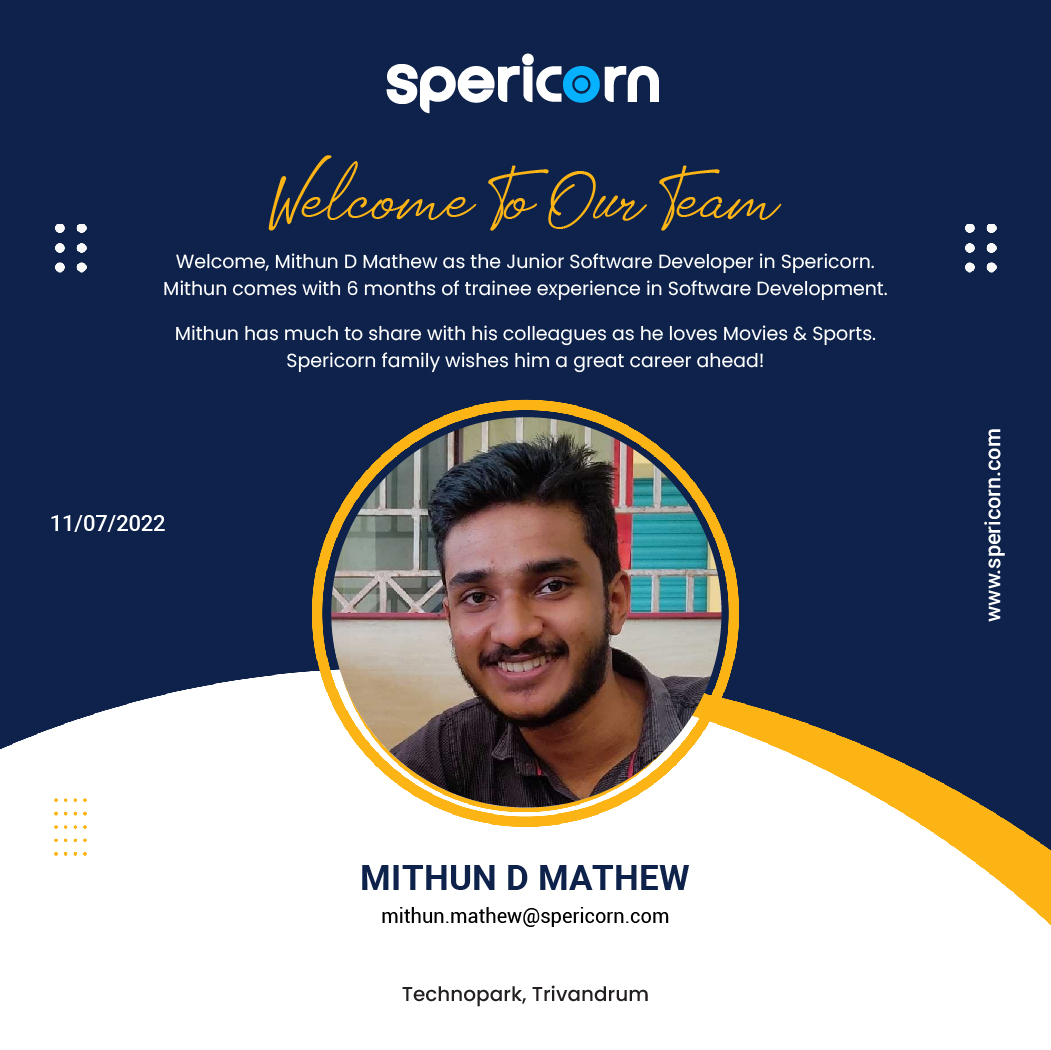 spericorn
Welcome To Our Team
Welcome, Mithun D Mathew as the Junior Software Developer in Spericorn.
Mithun comes with 6 months of trainee experience in Software Development.
Mithun has much to share with his colleagues as he loves Movies & Sports.
Spericorn family wishes him a great career ahead!
11/07/2022
www.spericorn.com
MITHUN D MATHEW
mithun.mathew@spericorn.com
Technopark, Trivandrum